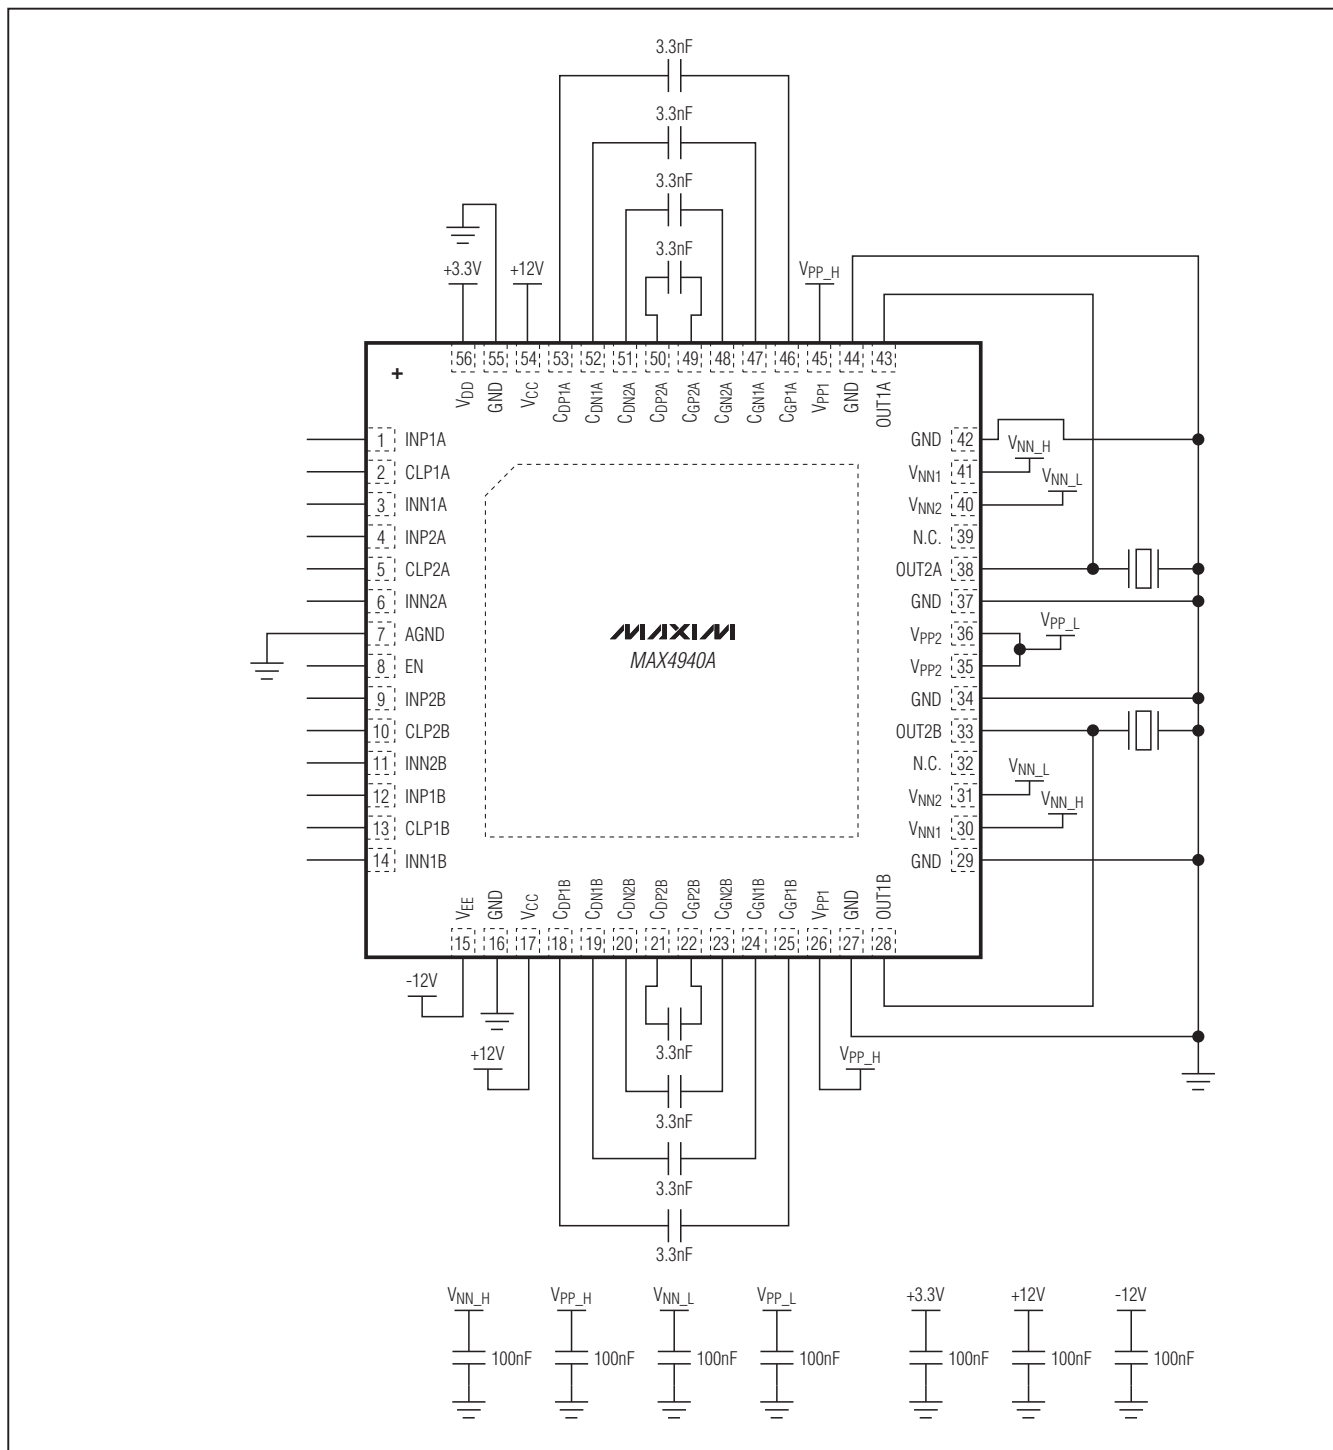 3.3nF
3.3nF
3.3nF
3.3nF
+3.3V +12V VPP_H
56 55 54 53 52 51 50 49 48 47 46 45 44 43
+
VDD GND VCC CDP1A CDN1A CDN2A CDP2A CGP2A CGN2A CGN1A CGP1A VPP1 GND OUT1A
1 INP1A
2 CLP1A
3 INN1A
4 INP2A
5 CLP2A
6 INN2A
7 AGND
8 EN
9 INP2B
10 CLP2B
11 INN2B
12 INP1B
13 CLP1B
14 INN1B
MAXIM
MAX4940A
GND 42
VNN1 41 VNN_H
VNN2 40 VNN_L
N.C. 39
OUT2A 38
GND 37
VPP2 36 VPP_L
VPP2 35
GND 34
OUT2B 33
N.C. 32
VNN2 31 VNN_L
VNN1 30 VNN_H
GND 29
VEE GND VCC CDP1B CDN1B CDN2B CDP2B CGP2B CGN2B CGN1B CGP1B VPP1 GND OUT1B
15 16 17 18 19 20 21 22 23 24 25 26 27 28
-12V
+12V 3.3nF VPP_H
3.3nF
3.3nF
3.3nF
VNN_H VPP_H VNN_L VPP_L +3.3V +12V -12V
100nF 100nF 100nF 100nF 100nF 100nF 100nF